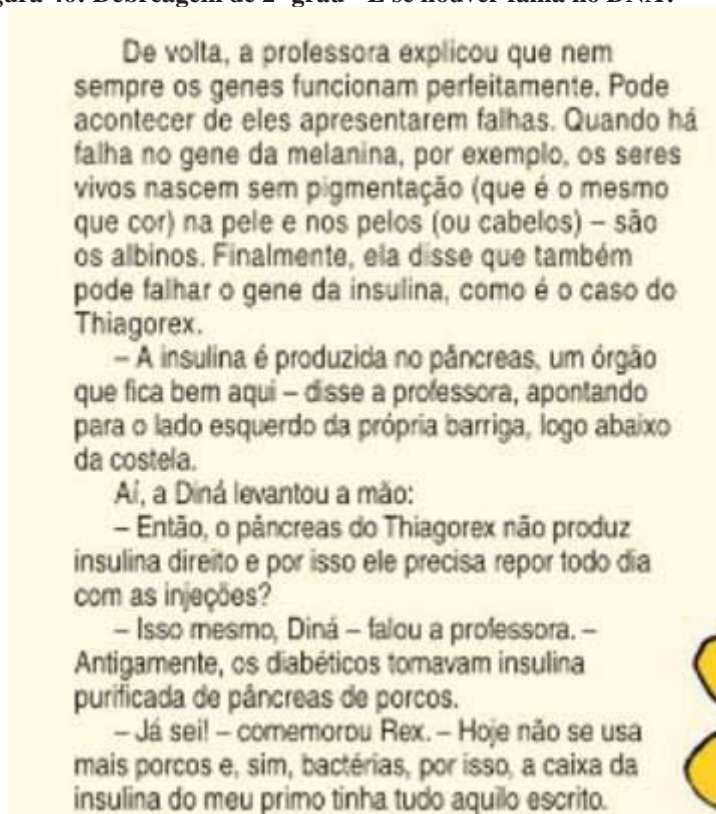 De volta, a professora explicou que nem
sempre os genes funcionam perfeitamente. Pode
acontecer de eles apresentarem falhas. Quando há
falha no gene da melanina, por exemplo, os seres
vivos nascem sem pigmentação (que é o mesmo
que cor) na pele e nos pelos (ou cabelos) – são
os albinos. Finalmente, ela disse que também
pode falhar o gene da insulina, como é o caso do
Thiagorex.
– A insulina é produzida no pâncreas, um órgão
que fica bem aqui – disse a professora, apontando
para o lado esquerdo da própria barriga, logo abaixo
da costela.
Aí, a Diná levantou a mão:
– Então, o pâncreas do Thiagorex não produz
insulina direito e por isso ele precisa repor todo dia
com as injeções?
– Isso mesmo, Diná – falou a professora. –
Antigamente, os diabéticos tomavam insulina
purificada de pâncreas de porcos.
– Já sei! – comemorou Rex. – Hoje não se usa
mais porcos e, sim, bactérias, por isso, a caixa da
insulina do meu primo tinha tudo aquilo escrito.